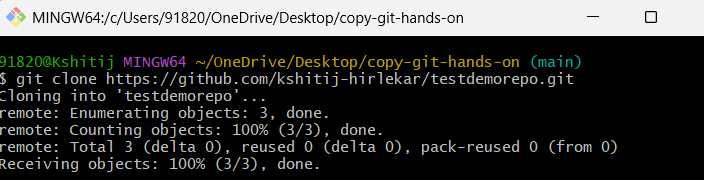 MINGW64:/c/Users/91820/OneDrive/Desktop/copy-git-hands-on
91820@Kshitij MINGW64 ~/OneDrive/Desktop/copy-git-hands-on (main)
$ git clone https://github.com/kshitij-hirlekar/testdemorepo.git
Cloning into 'testdemorepo'...
remote: Enumerating objects: 3, done.
remote: Counting objects: 100% (3/3), done.
remote: Total 3 (delta 0), reused 0 (delta 0), pack-reused 0 (from 0)
Receiving objects: 100% (3/3), done.